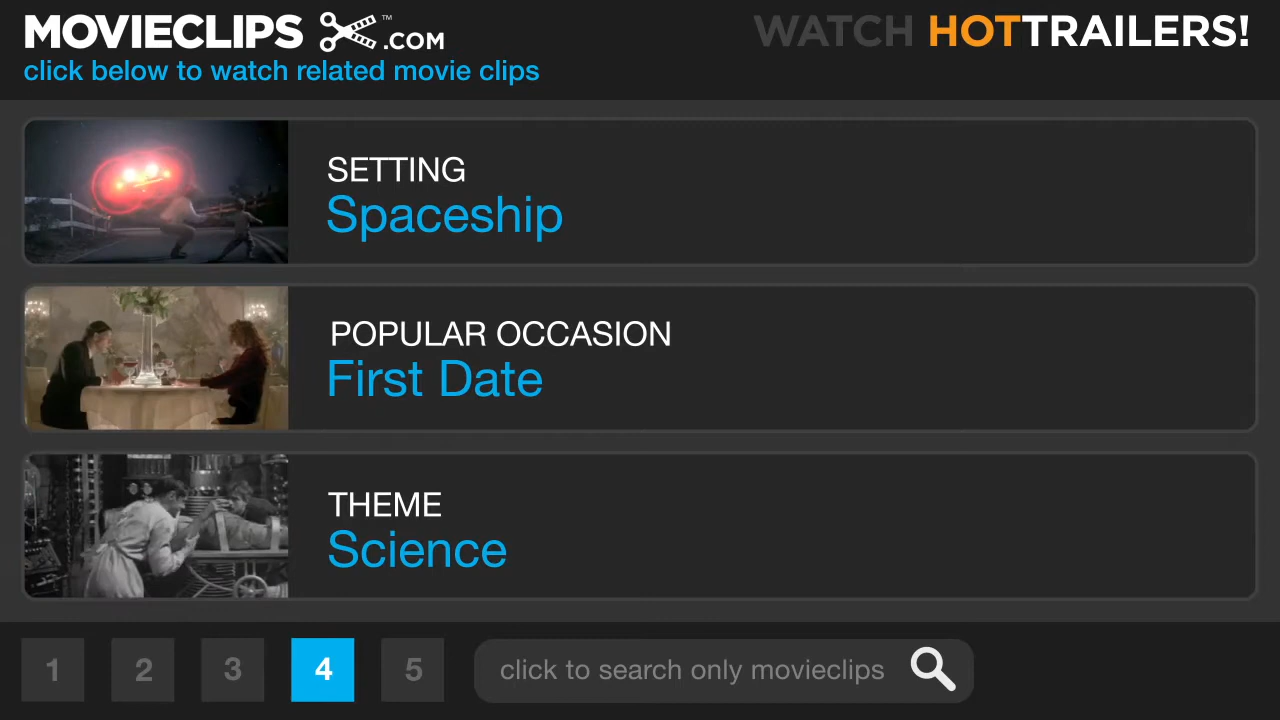 MOVIECLIPS ™.COM
WATCH HOTTRAILERS!
click below to watch related movie clips
SETTING
Spaceship
POPULAR OCCASION
First Date
THEME
Science
1 2 3 4 5
click to search only movieclips